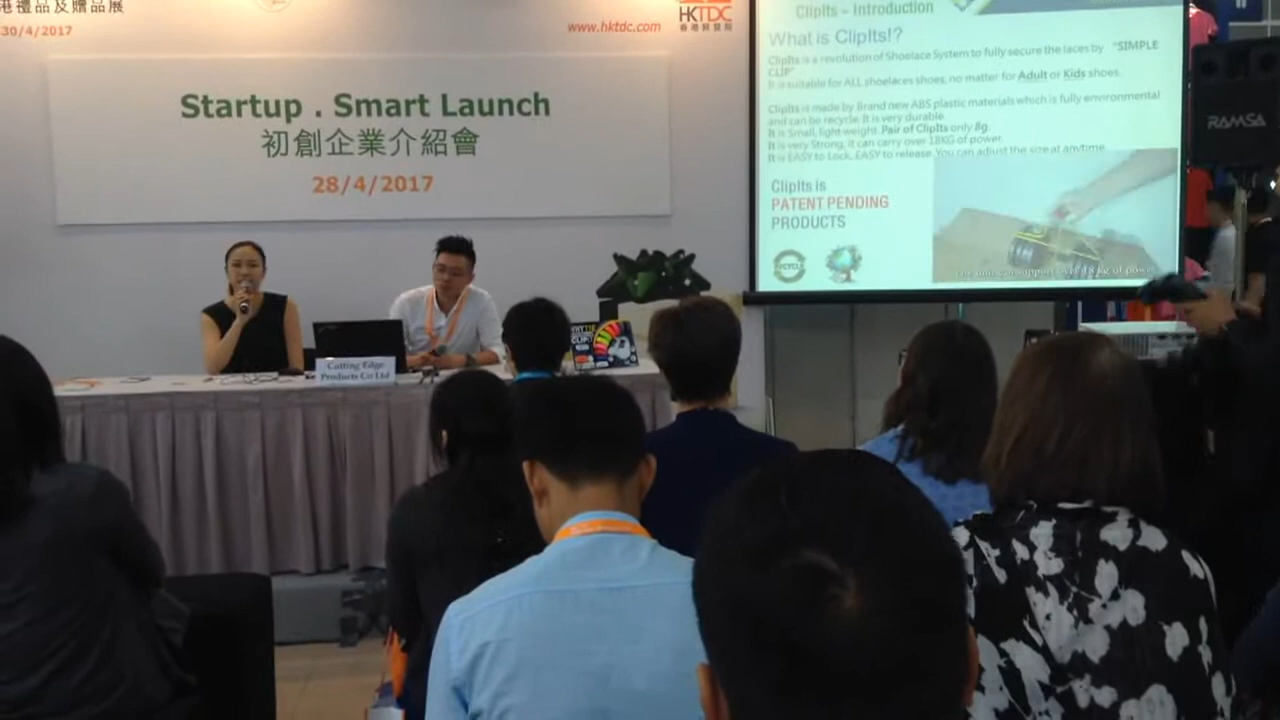 港禮品及贈品展
30/4/2017
www.hktdc.com
HKTDC
香港貿發局
Startup . Smart Launch
初創企業介紹會
28/4/2017
ClipIts – Introduction
What is ClipIts!?
ClipIts is a revolution of Shoelace System to fully secure the laces by "SIMPLE
CLIP"
It is suitable for ALL shoelaces shoes, no matter for Adult or Kids shoes.
ClipIts is made by Brand new ABS plastic materials which is fully environmental
and can be recycle. It is very durable.
It is Small, light weight. Pair of ClipIts only 8g.
It is very Strong, it can carry over 18KG of power.
It is EASY to Lock, EASY to release. You can adjust the size at anytime.
ClipIts is
PATENT PENDING
PRODUCTS
RECYCLE
RAMSA
Cutting Edge
Products Co Ltd
CLIP